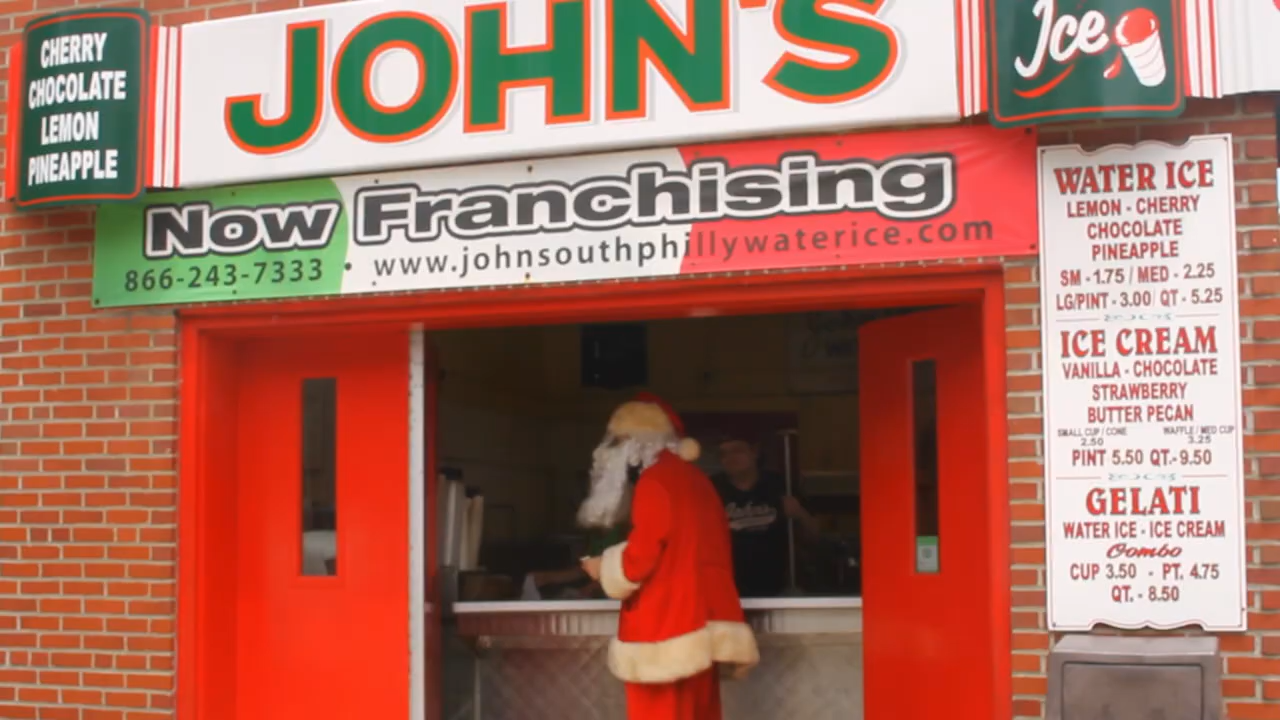 CHERRY
CHOCOLATE
LEMON
PINEAPPLE
JOHN'S
Ice
Now Franchising
866-243-7333 • www.johnsouthphillywaterice.com
WATER ICE
LEMON - CHERRY
CHOCOLATE
PINEAPPLE
SM - 1.75 / MED - 2.25
LG/PINT - 3.00/ QT - 5.25
ICE CREAM
VANILLA - CHOCOLATE
STRAWBERRY
BUTTER PECAN
SMALL CUP / CONE WAFFLE / MED CUP
2.50 3.25
PINT 5.50 QT.- 9.50
GELATI
WATER ICE - ICE CREAM
Combo
CUP 3.50 - PT. 4.75
QT. - 8.50
John's